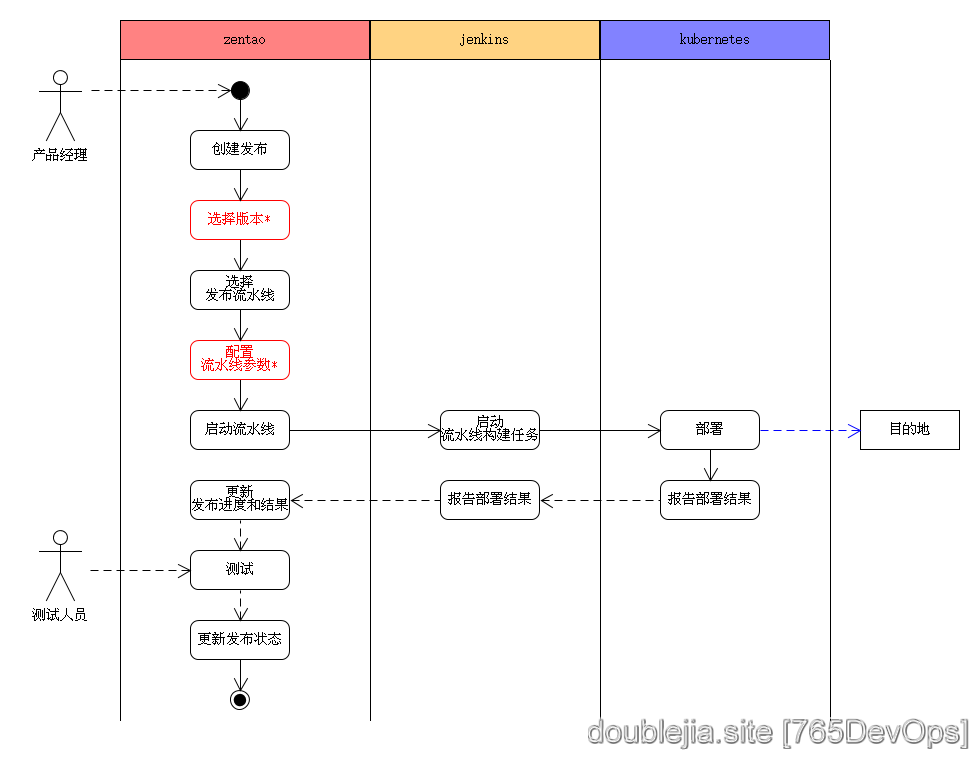 zentao
jenkins
kubernetes
产品经理
创建发布
选择版本*
选择
发布流水线
配置
流水线参数*
启动流水线
启动
流水线构建任务
部署
目的地
更新
发布进度和结果
报告部署结果
报告部署结果
测试人员
测试
更新发布状态
doublejia.site [765DevOps]